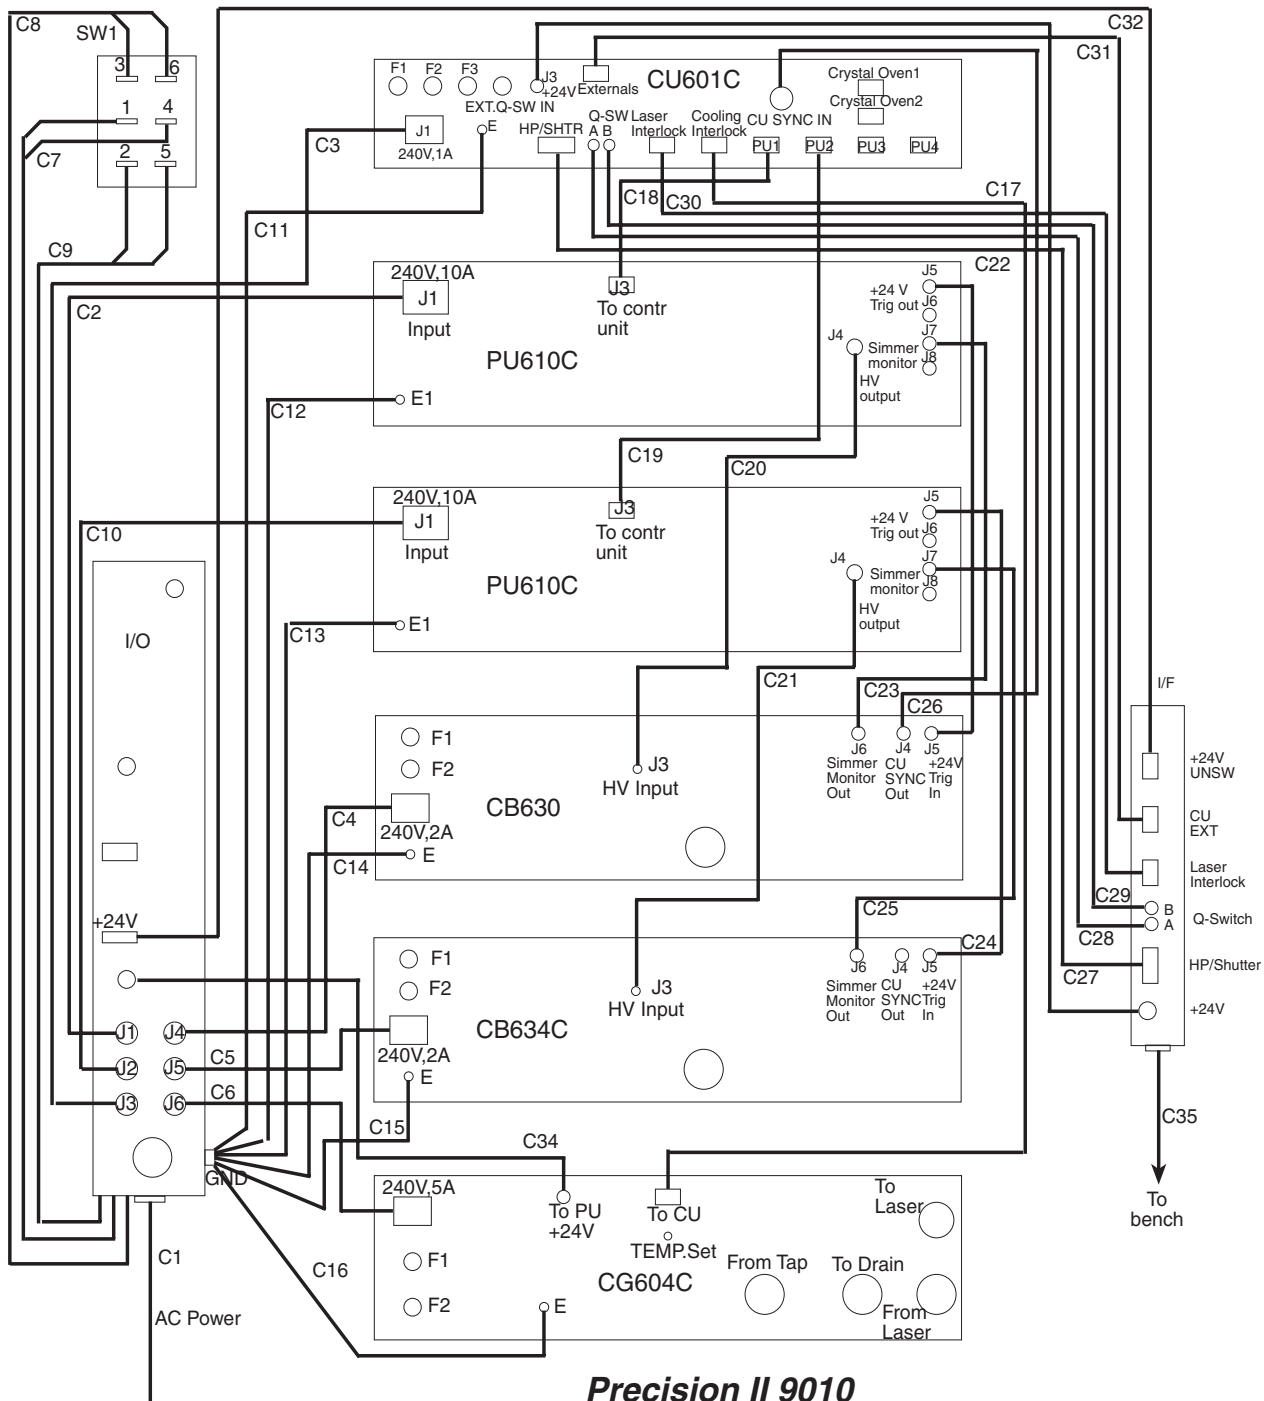 C8
SW1
3
6
1
4
C7
2
5
C9
C32
C31
F1
F2
F3
J3
+24V
Externals
CU601C
Crystal Oven1
Crystal Oven2
EXT.Q-SW IN
CU SYNC IN
J1
240V,1A
E
HP/SHTR
Q-SW
A B
Laser
Interlock
Cooling
Interlock
PU1
PU2
PU3
PU4
C3
C11
C18
C30
C17
C22
C2
240V,10A
J1
Input
J3
To contr
unit
PU610C
E1
J5
+24 V
Trig out
J6
J7
J4
Simmer
monitor
J8
HV
output
C12
C19
C20
C10
240V,10A
J1
Input
J3
To contr
unit
PU610C
E1
J5
+24 V
Trig out
J6
J7
J4
Simmer
monitor
J8
HV
output
C13
C21
C23
C26
I/O
F1
F2
J3
HV Input
CB630
C4
240V,2A
E
C14
J6
Simmer
Monitor
Out
J4
CU
SYNC
Out
J5
+24V
Trig
In
C25
C24
+24V
F1
F2
J3
HV Input
CB634C
240V,2A
E
J6
Simmer
Monitor
Out
J4
CU
SYNC
Out
J5
+24V
Trig
In
J1
J4
J2
J5
J3
J6
C5
C6
C15
GND
C34
240V,5A
To PU
+24V
To CU
TEMP.Set
CG604C
F1
F2
E
From Tap
To Drain
To
Laser
From
Laser
C16
C1
AC Power
I/F
+24V
UNSW
CU
EXT
Laser
Interlock
C29
B
A
Q-Switch
C28
HP/Shutter
C27
+24V
C35
To
bench
Precision II 9010